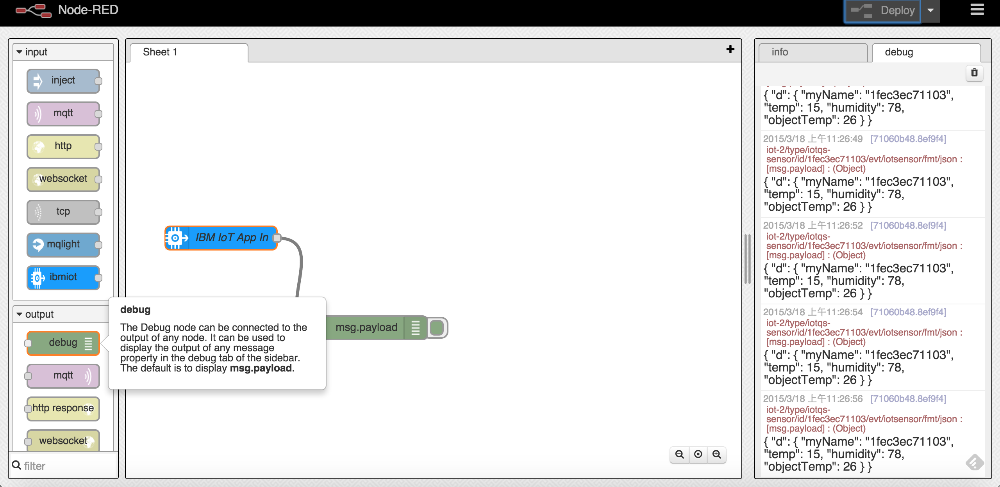 Node-RED
Deploy
input
inject
mqtt
http
websocket
tcp
mqlight
ibmiot
output
debug
mqtt
http response
websocket
filter
Sheet 1
IBM IoT App In
msg.payload
debug
The Debug node can be connected to the
output of any node. It can be used to
display the output of any message
property in the debug tab of the sidebar.
The default is to display msg.payload.
info
debug
{ "d": { "myName": "1fec3ec71103",
"temp": 15, "humidity": 78,
"objectTemp": 26 } }
2015/3/18 上午11:26:49 [71060b48.8ef9f4]
iot-2/type/iotqs-
sensor/id/1fec3ec71103/evt/iotsensor/fmt/json :
[msg.payload] : (Object)
{ "d": { "myName": "1fec3ec71103",
"temp": 15, "humidity": 78,
"objectTemp": 26 } }
2015/3/18 上午11:26:52 [71060b48.8ef9f4]
iot-2/type/iotqs-
sensor/id/1fec3ec71103/evt/iotsensor/fmt/json :
[msg.payload] : (Object)
{ "d": { "myName": "1fec3ec71103",
"temp": 15, "humidity": 78,
"objectTemp": 26 } }
2015/3/18 上午11:26:54 [71060b48.8ef9f4]
iot-2/type/iotqs-
sensor/id/1fec3ec71103/evt/iotsensor/fmt/json :
[msg.payload] : (Object)
{ "d": { "myName": "1fec3ec71103",
"temp": 15, "humidity": 78,
"objectTemp": 26 } }
2015/3/18 上午11:26:56 [71060b48.8ef9f4]
iot-2/type/iotqs-
sensor/id/1fec3ec71103/evt/iotsensor/fmt/json :
[msg.payload] : (Object)
{ "d": { "myName": "1fec3ec71103",
"temp": 15, "humidity": 78,
"objectTemp": 26 } }